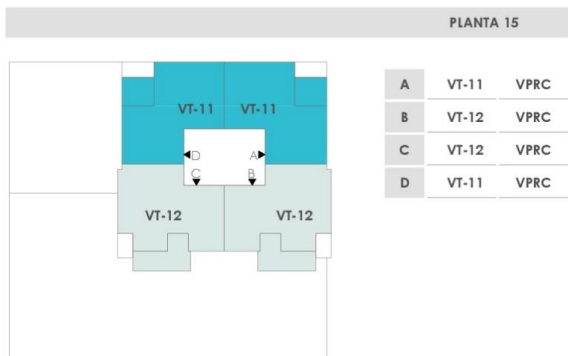 PLANTA 15
VT-11 VT-11
D A
C B
VT-12 VT-12
A VT-11 VPRC
B VT-12 VPRC
C VT-12 VPRC
D VT-11 VPRC